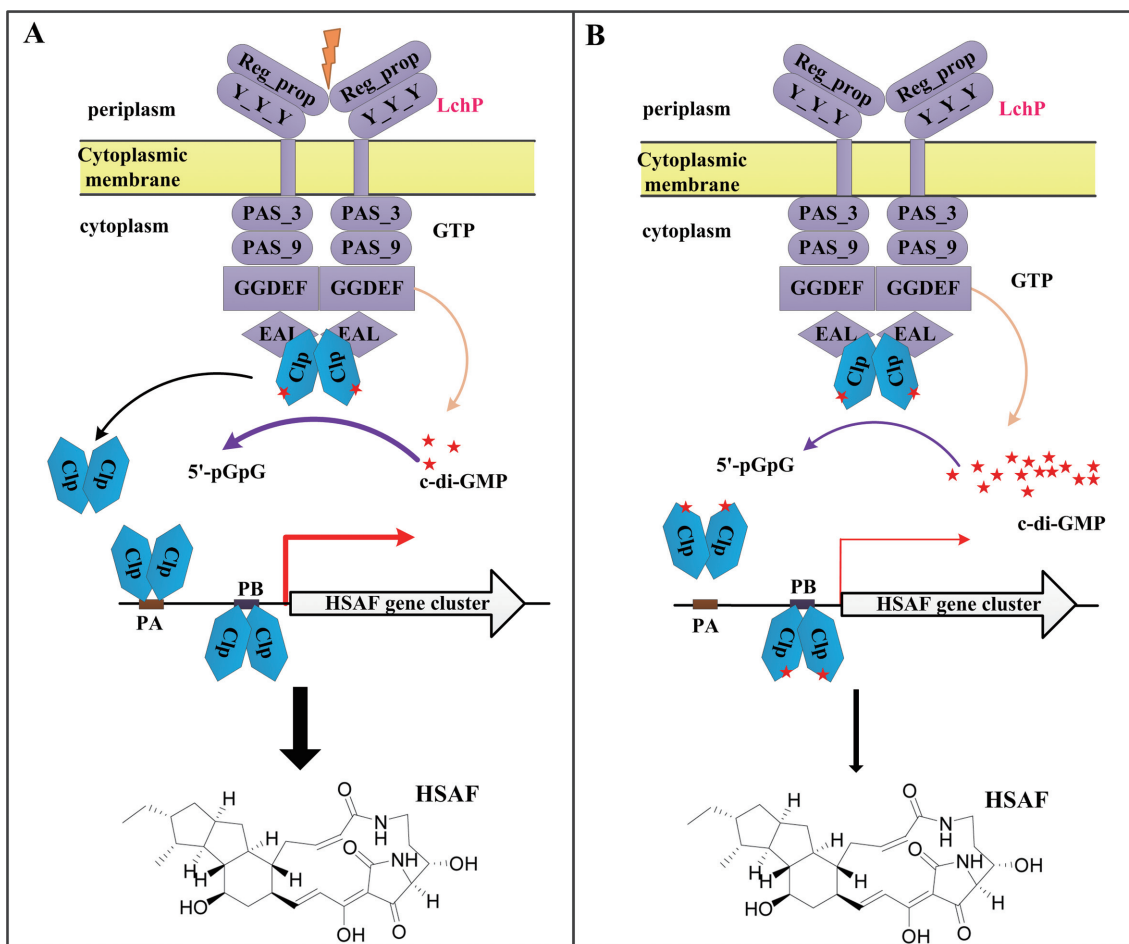 A
Reg_prop
Reg_prop
Y_Y_Y
Y_Y_Y
LchP
periplasm
Cytoplasmic
membrane
cytoplasm
PAS_3
PAS_3
GTP
PAS_9
PAS_9
GGDEF
GGDEF
EAL
EAL
Clp
Clp
Clp
Clp
5'-pGpG
c-di-GMP
Clp
Clp
PA
PB
HSAF gene cluster
Clp
Clp
HSAF
O
NH
O
NH
OH
H
H
H
H
H
H
HO
O
OH
B
Reg_prop
Reg_prop
Y_Y_Y
Y_Y_Y
LchP
periplasm
Cytoplasmic
membrane
cytoplasm
PAS_3
PAS_3
PAS_9
PAS_9
GTP
GGDEF
GGDEF
EAL
EAL
Clp
Clp
5'-pGpG
c-di-GMP
Clp
Clp
PA
PB
HSAF gene cluster
Clp
Clp
HSAF
O
NH
O
NH
OH
H
H
H
H
H
H
HO
O
OH